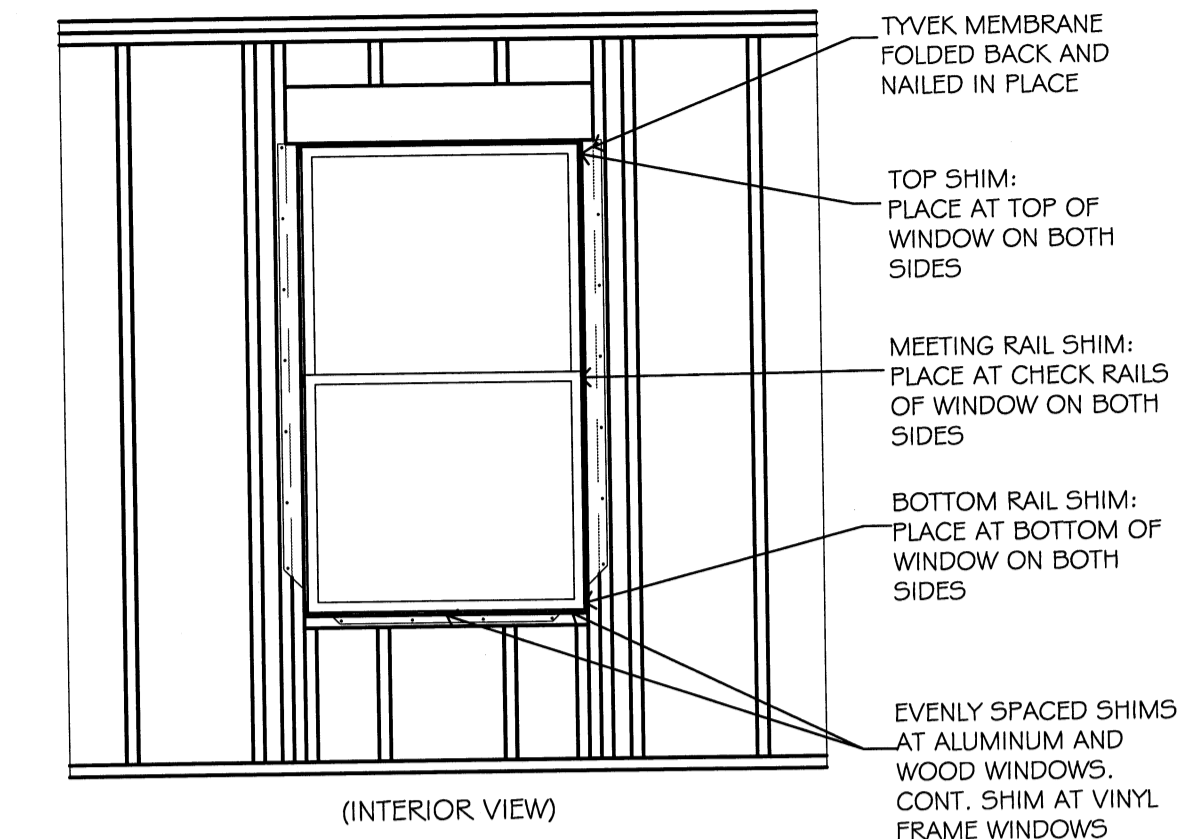 TYVEK MEMBRANE
FOLDED BACK AND
NAILED IN PLACE
TOP SHIM:
PLACE AT TOP OF
WINDOW ON BOTH
SIDES
MEETING RAIL SHIM:
PLACE AT CHECK RAILS
OF WINDOW ON BOTH
SIDES
BOTTOM RAIL SHIM:
PLACE AT BOTTOM OF
WINDOW ON BOTH
SIDES
EVENLY SPACED SHIMS
AT ALUMINUM AND
WOOD WINDOWS.
CONT. SHIM AT VINYL
FRAME WINDOWS
(INTERIOR VIEW)